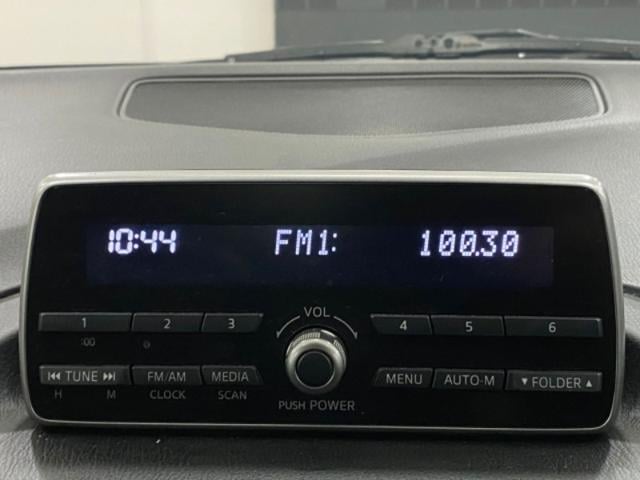 10:44 FM1: 100.30
VOL
1 2 3 4 5 6
:00
⏮ TUNE ⏭ FM/AM MEDIA MENU AUTO-M ▼ FOLDER ▲
H M CLOCK SCAN PUSH POWER